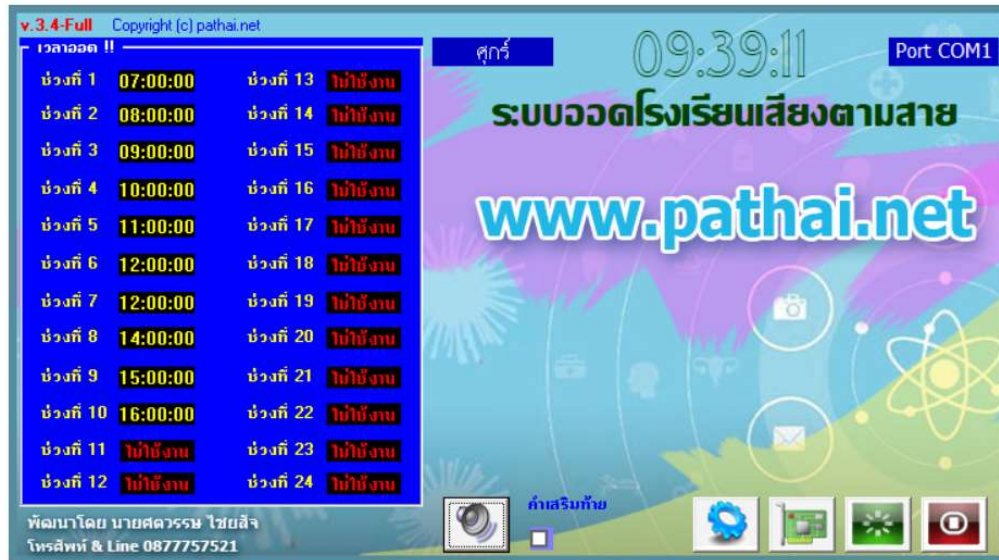 v.3.4-Full Copyright (c) pathai.net
เวลาออด !!
ช่วงที่ 1 07:00:00 ช่วงที่ 13 ไม่ใช้งาน
ช่วงที่ 2 08:00:00 ช่วงที่ 14 ไม่ใช้งาน
ช่วงที่ 3 09:00:00 ช่วงที่ 15 ไม่ใช้งาน
ช่วงที่ 4 10:00:00 ช่วงที่ 16 ไม่ใช้งาน
ช่วงที่ 5 11:00:00 ช่วงที่ 17 ไม่ใช้งาน
ช่วงที่ 6 12:00:00 ช่วงที่ 18 ไม่ใช้งาน
ช่วงที่ 7 12:00:00 ช่วงที่ 19 ไม่ใช้งาน
ช่วงที่ 8 14:00:00 ช่วงที่ 20 ไม่ใช้งาน
ช่วงที่ 9 15:00:00 ช่วงที่ 21 ไม่ใช้งาน
ช่วงที่ 10 16:00:00 ช่วงที่ 22 ไม่ใช้งาน
ช่วงที่ 11 ไม่ใช้งาน ช่วงที่ 23 ไม่ใช้งาน
ช่วงที่ 12 ไม่ใช้งาน ช่วงที่ 24 ไม่ใช้งาน
พัฒนาโดย นายศตวรรษ ไชยสัจ
โทรสัพท์ & Line 0877757521
ศุกร์ 09:39:11 Port COM1
ระบบออดโรงเรียนเสียงตามสาย
www.pathai.net
คำเสริมท้าย